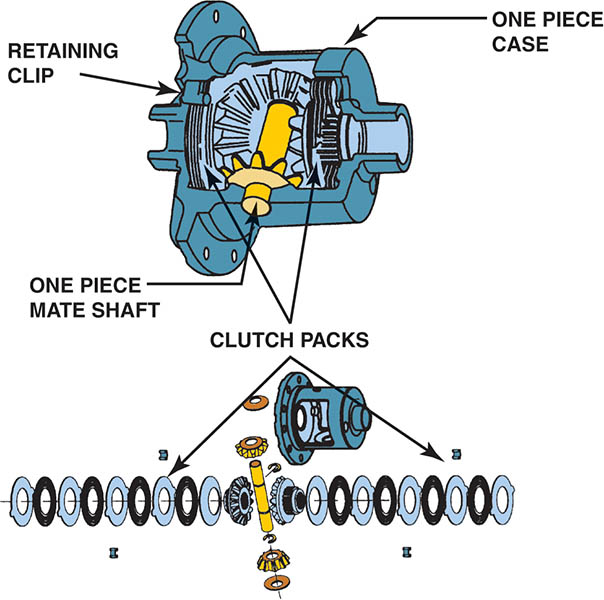 ONE PIECE
CASE
RETAINING
CLIP
ONE PIECE
MATE SHAFT
CLUTCH PACKS